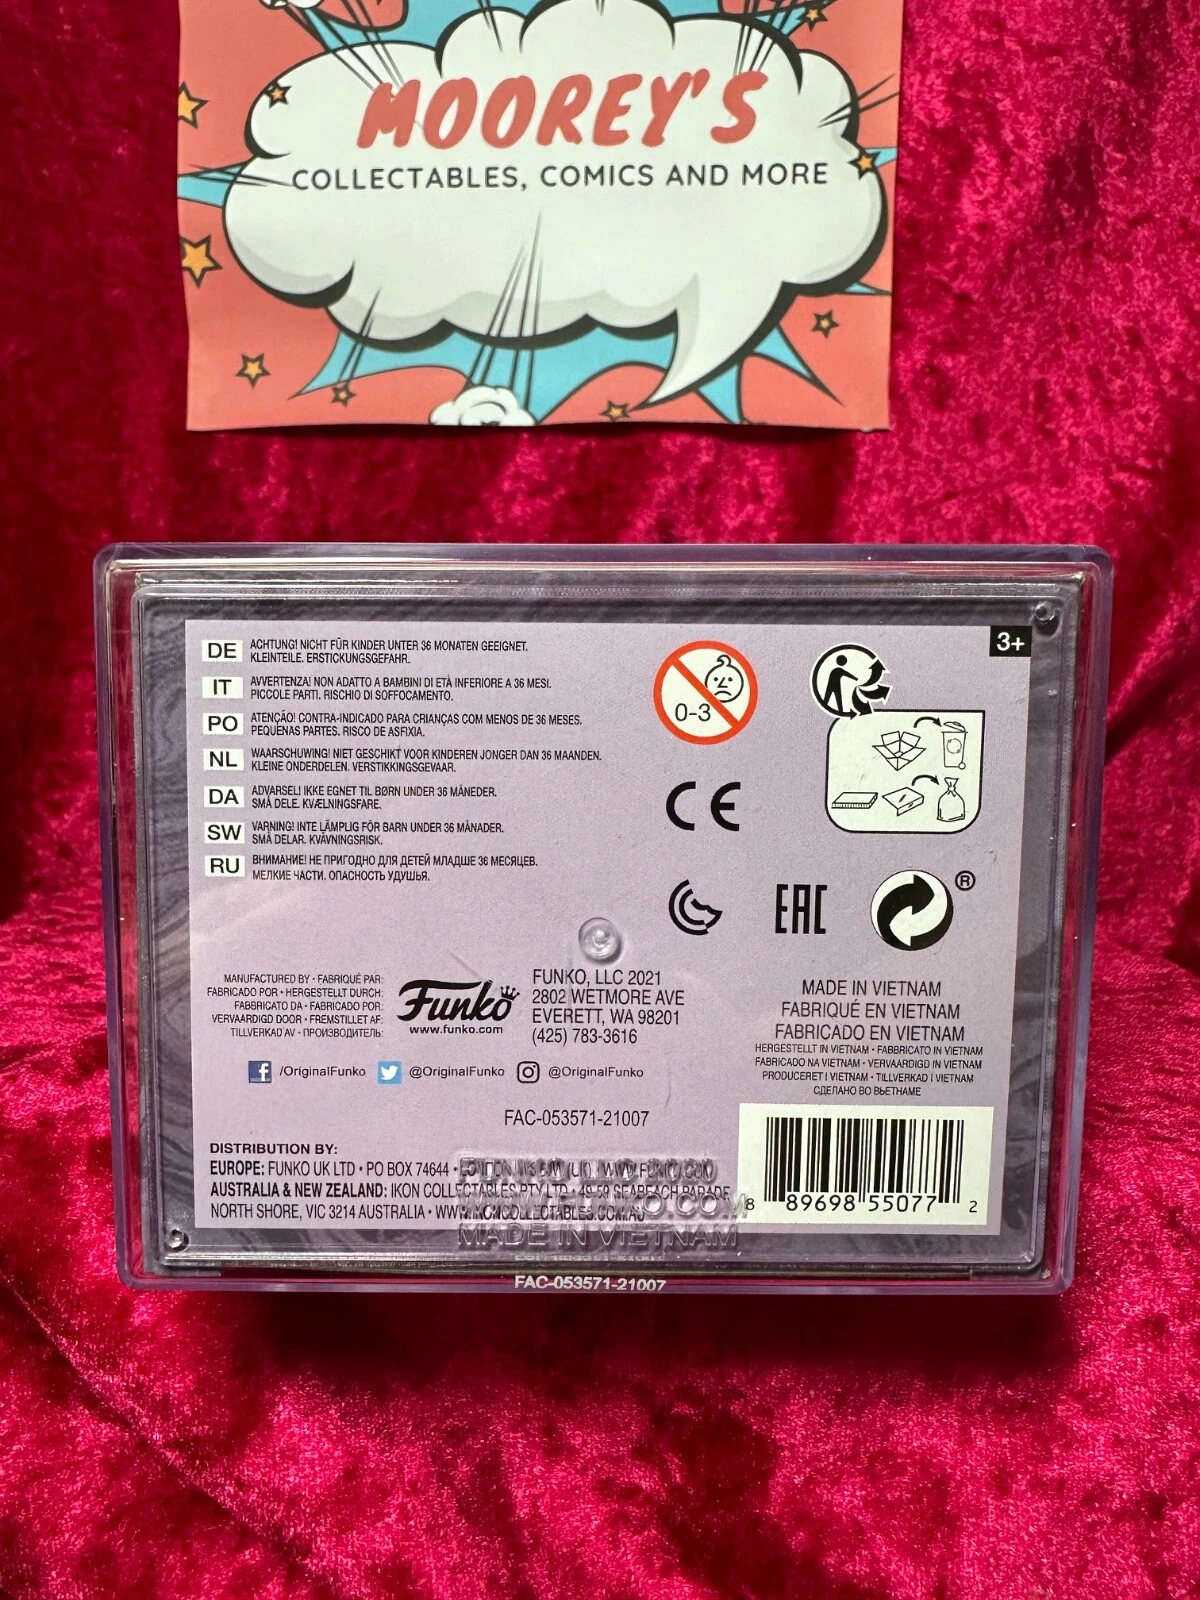 MOOREY'S
COLLECTABLES, COMICS AND MORE
3+
DE ACHTUNG! NICHT FÜR KINDER UNTER 36 MONATEN GEEIGNET.
KLEINTEILE. ERSTICKUNGSGEFAHR.
IT AVVERTENZA! NON ADATTO A BAMBINI DI ETÀ INFERIORE A 36 MESI.
PICCOLE PARTI. RISCHIO DI SOFFOCAMENTO.
PO ATENÇÃO! CONTRA-INDICADO PARA CRIANÇAS COM MENOS DE 36 MESES.
PEQUENAS PARTES. RISCO DE ASFIXIA.
NL WAARSCHUWING! NIET GESCHIKT VOOR KINDEREN JONGER DAN 36 MAANDEN.
KLEINE ONDERDELEN. VERSTIKKINGSGEVAAR.
DA ADVARSEL! IKKE EGNET TIL BØRN UNDER 36 MÅNEDER.
SMÅ DELE. KVÆLNINGSFARE.
SW VARNING! INTE LÄMPLIG FÖR BARN UNDER 36 MÅNADER.
SMÅ DELAR. KVÄVNINGSRISK.
RU ВНИМАНИЕ! НЕ ПРИГОДНО ДЛЯ ДЕТЕЙ МЛАДШЕ 36 МЕСЯЦЕВ.
МЕЛКИЕ ЧАСТИ. ОПАСНОСТЬ УДУШЬЯ.
0-3
CE
EAC
®
MANUFACTURED BY • FABRIQUÉ PAR:
FABRICADO POR • HERGESTELLT DURCH:
FABBRICATO DA • FABRICADO POR:
VERVAARDIGD DOOR • FREMSTILLET AF:
TILLVERKAD AV • ПРОИЗВОДИТЕЛЬ:
Funko
www.funko.com
FUNKO, LLC 2021
2802 WETMORE AVE
EVERETT, WA 98201
(425) 783-3616
MADE IN VIETNAM
FABRIQUÉ EN VIETNAM
FABRICADO EN VIETNAM
HERGESTELLT IN VIETNAM • FABBRICATO IN VIETNAM
FABRICADO NA VIETNAM • VERVAARDIGD IN VIETNAM
PRODUCERET I VIETNAM • TILLVERKAD I VIETNAM
СДЕЛАНО ВО ВЬЕТНАМЕ
/OriginalFunko @OriginalFunko @OriginalFunko
FAC-053571-21007
DISTRIBUTION BY:
EUROPE: FUNKO UK LTD • PO BOX 74644 • LONDON (UK) WWW.FUNKO.COM
AUSTRALIA & NEW ZEALAND: IKON COLLECTABLES PTY LTD • 49-59 SEABEACH PARADE
NORTH SHORE, VIC 3214 AUSTRALIA • WWW.IKONCOLLECTABLES.COM.AU
MADE IN VIETNAM
8 89698 55077 2
FAC-053571-21007